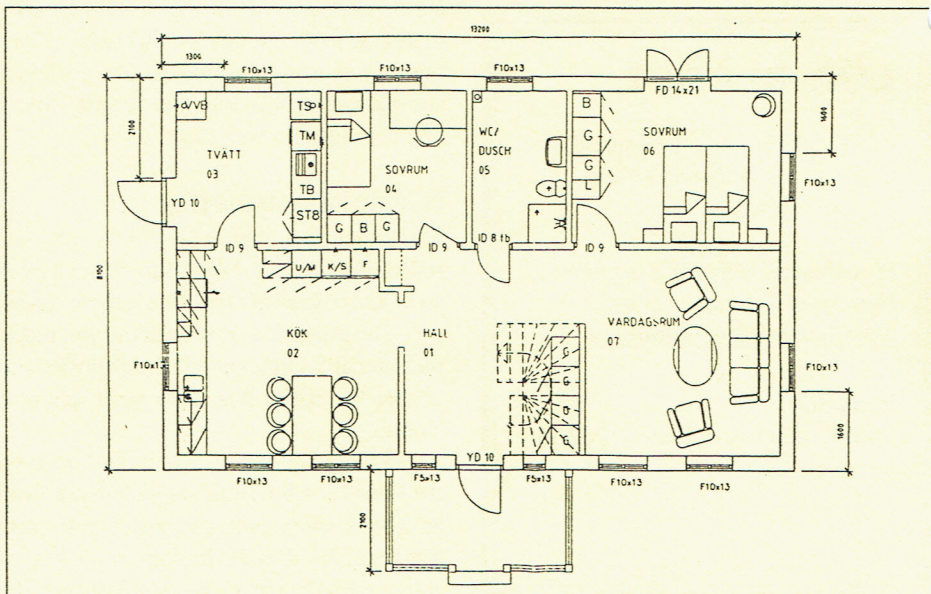 13200
1300
F10x13
F10x13
F10x13
FD 14x21
2100
8100
1600
TS
TM
TB
ST8
TVÄTT
03
SOVRUM
04
G B G
WC/
DUSCH
05
B
G
G
L
SOVRUM
06
F10x13
YD 10
ID 9
ID 9
ID 8 tb
ID 9
U/M
K/S
F
KÖK
02
HALL
01
VARDAGSRUM
07
G
G
G
F10x13
F10x13
1600
YD 10
F10x13
F10x13
F5x13
F5x13
F10x13
F10x13
2100